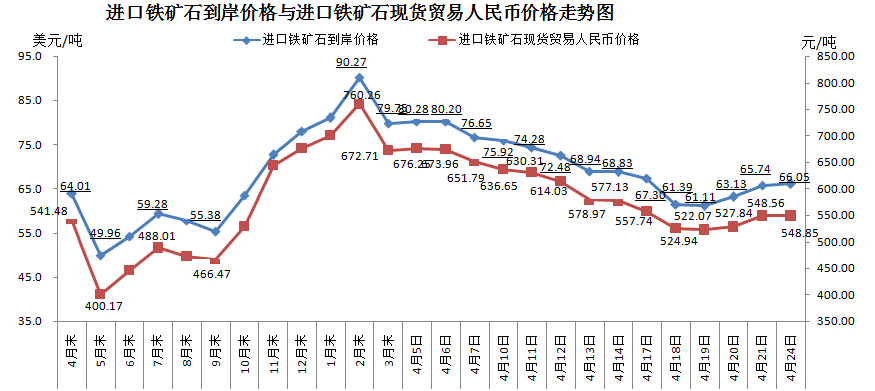 进口铁矿石到岸价格与进口铁矿石现货贸易人民币价格走势图
美元/吨
进口铁矿石到岸价格
进口铁矿石现货贸易人民币价格
元/吨
95.0
85.0
75.0
65.0
55.0
45.0
35.0
850.00
800.00
750.00
700.00
650.00
600.00
550.00
500.00
450.00
400.00
350.00
64.01
49.96
59.28
55.38
90.27
79.75
80.28
80.20
76.65
75.92
74.28
72.48
68.94
68.83
67.30
61.39
61.11
63.13
65.74
66.05
541.48
400.17
488.01
466.47
760.26
672.71
676.25
673.96
651.79
636.65
630.31
614.03
578.97
577.13
557.74
524.94
522.07
527.84
548.56
548.85
4月末
5月末
6月末
7月末
8月末
9月末
10月末
11月末
12月末
1月末
2月末
3月末
4月5日
4月6日
4月7日
4月10日
4月11日
4月12日
4月13日
4月14日
4月17日
4月18日
4月19日
4月20日
4月21日
4月24日